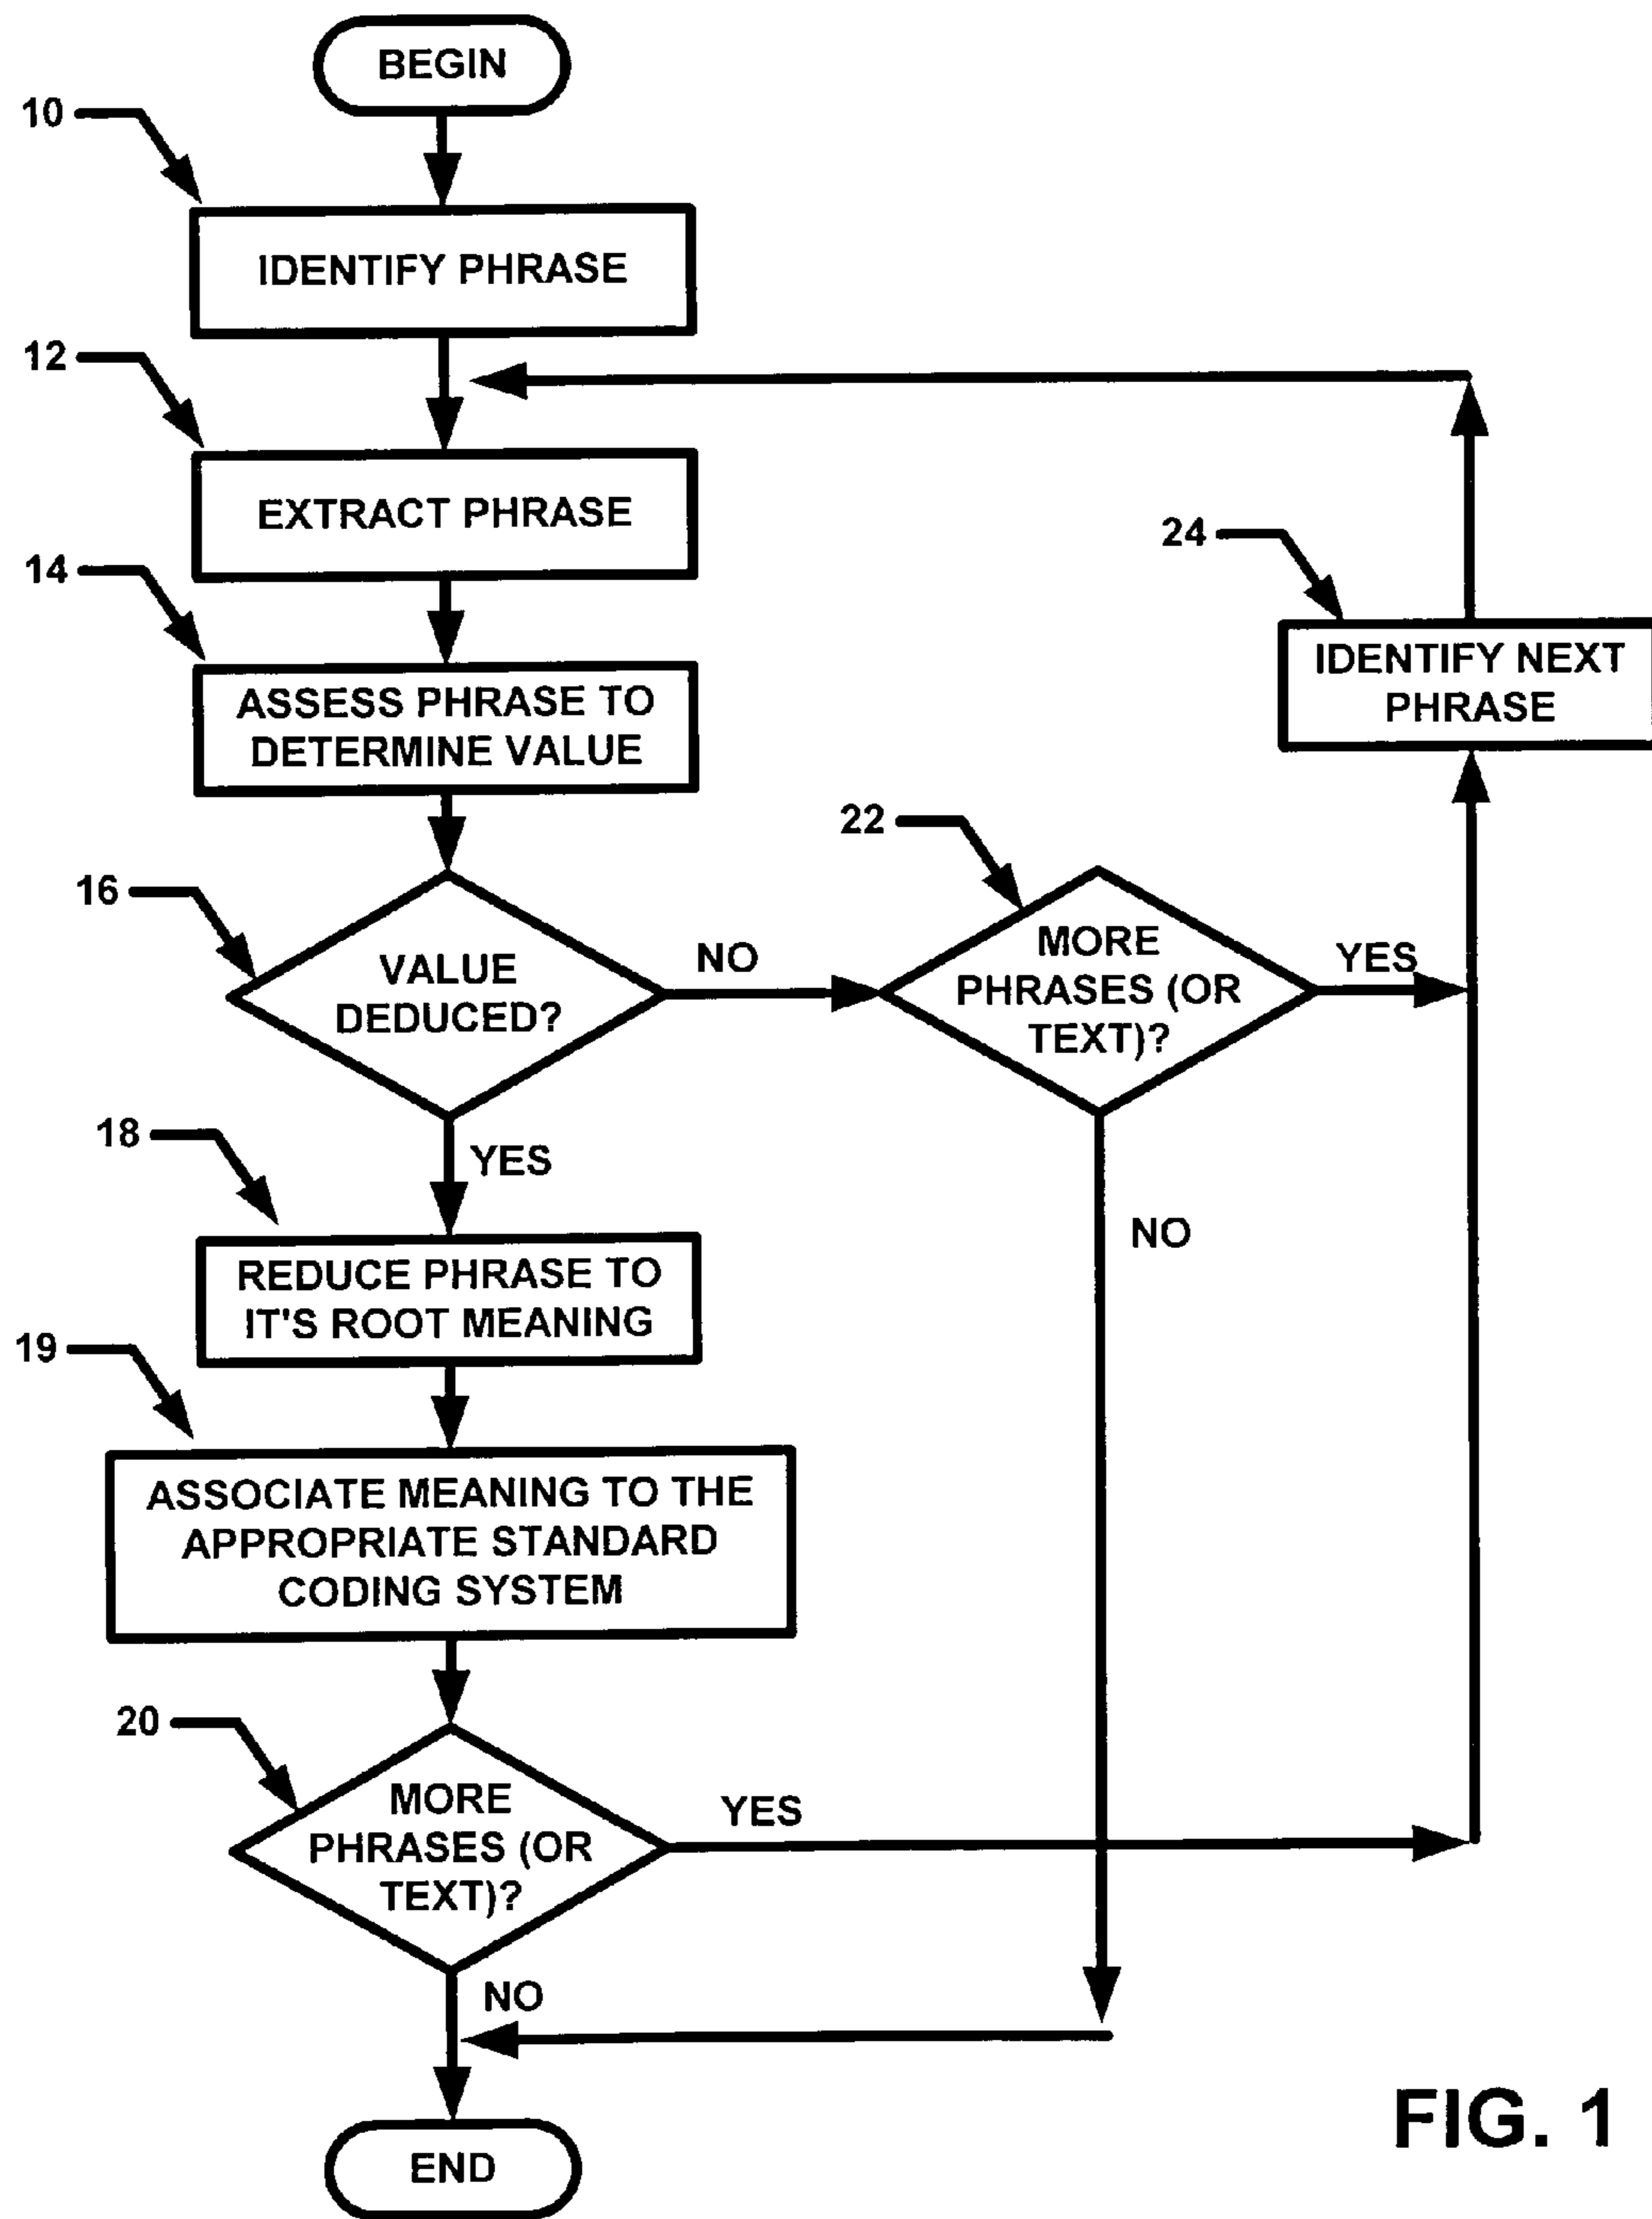 BEGIN
10
IDENTIFY PHRASE
12
EXTRACT PHRASE
14
24
IDENTIFY NEXT
PHRASE
ASSESS PHRASE TO
DETERMINE VALUE
22
16
VALUE
DEDUCED?
NO
MORE
PHRASES (OR
TEXT)?
YES
18
YES
NO
REDUCE PHRASE TO
IT'S ROOT MEANING
19
ASSOCIATE MEANING TO THE
APPROPRIATE STANDARD
CODING SYSTEM
20
MORE
PHRASES (OR
TEXT)?
YES
NO
END
FIG. 1